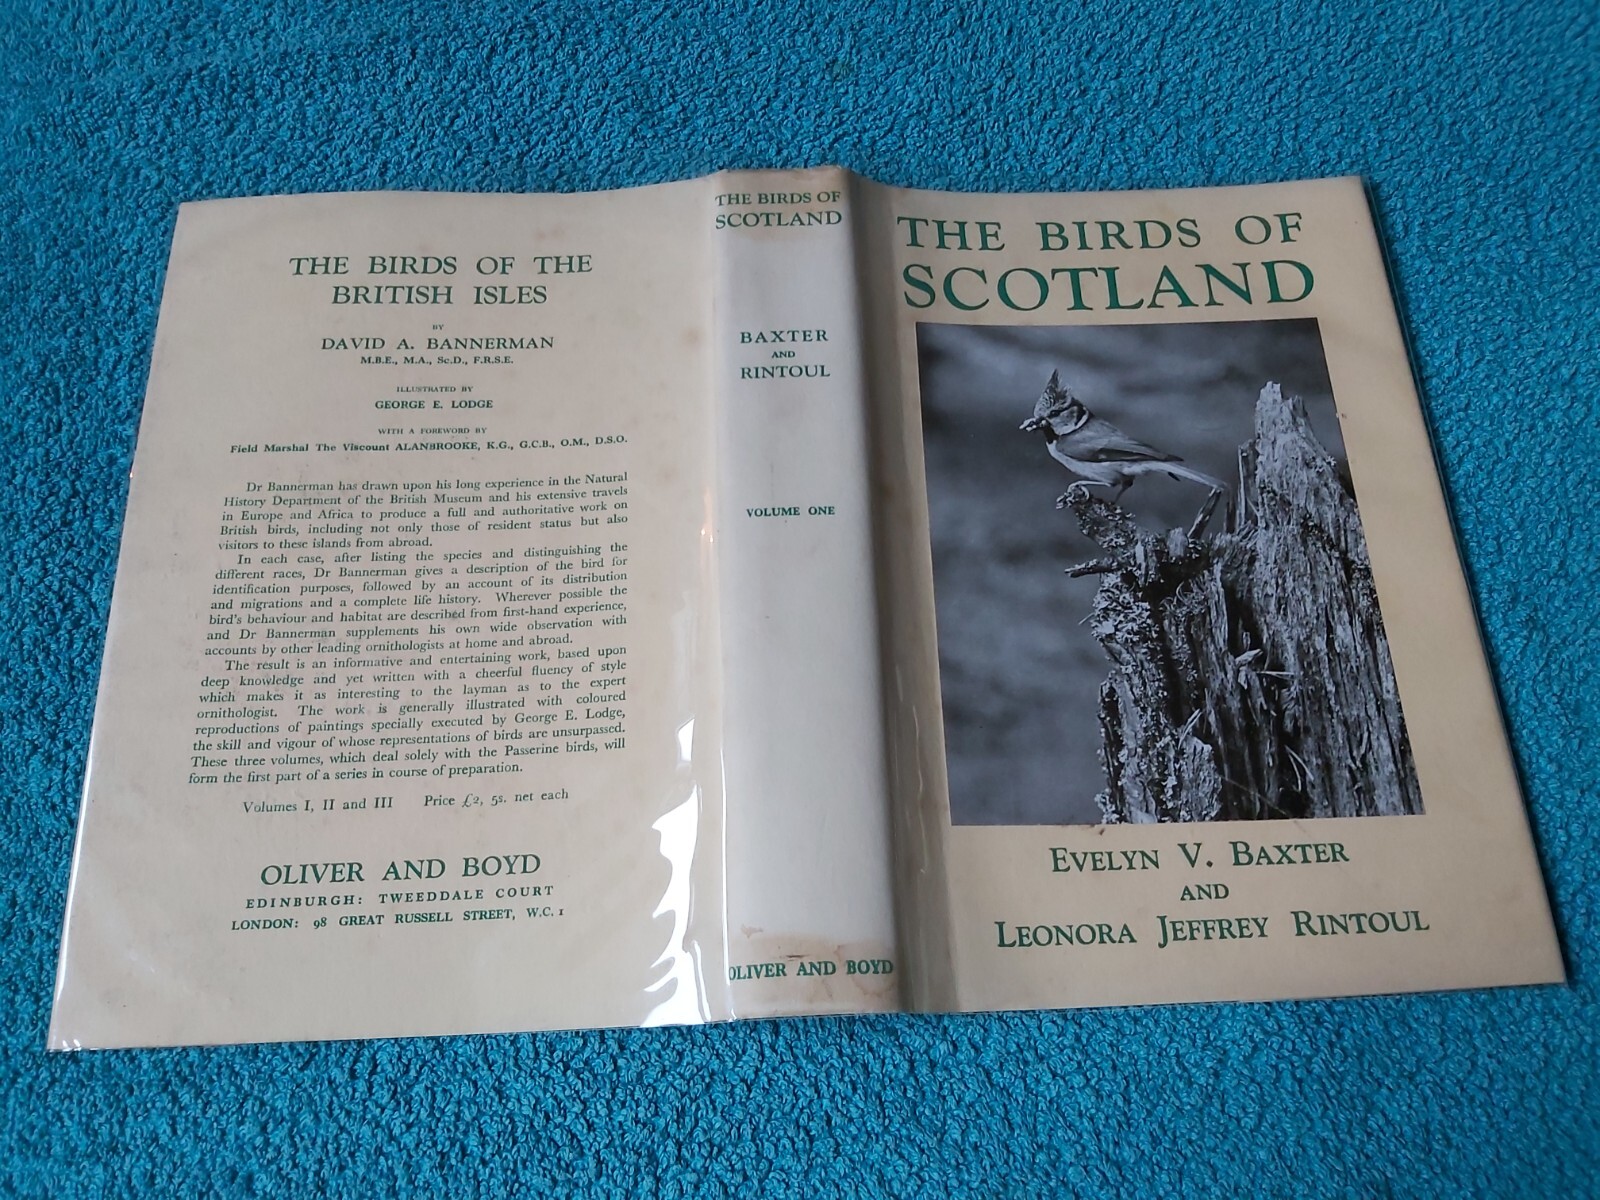 THE BIRDS OF THE
BRITISH ISLES
BY
DAVID A. BANNERMAN
M.B.E., M.A., Sc.D., F.R.S.E.
ILLUSTRATED BY
GEORGE E. LODGE
WITH A FOREWORD BY
Field Marshal The Viscount ALANBROOKE, K.G., G.C.B., O.M., D.S.O.
Dr Bannerman has drawn upon his long experience in the Natural
History Department of the British Museum and his extensive travels
in Europe and Africa to produce a full and authoritative work on
British birds, including not only those of resident status but also
visitors to these islands from abroad.
In each case, after listing the species and distinguishing the
different races, Dr Bannerman gives a description of the bird for
identification purposes, followed by an account of its distribution
and migrations and a complete life history. Wherever possible the
bird's behaviour and habitat are described from first-hand experience,
and Dr Bannerman supplements his own wide observation with
accounts by other leading ornithologists at home and abroad.
The result is an informative and entertaining work, based upon
deep knowledge and yet written with a cheerful fluency of style
which makes it as interesting to the layman as to the expert
ornithologist. The work is generally illustrated with coloured
reproductions of paintings specially executed by George E. Lodge,
the skill and vigour of whose representations of birds are unsurpassed.
These three volumes, which deal solely with the Passerine birds, will
form the first part of a series in course of preparation.
Volumes I, II and III Price £2, 5s. net each
OLIVER AND BOYD
EDINBURGH: TWEEDDALE COURT
LONDON: 98 GREAT RUSSELL STREET, W.C. 1
THE BIRDS OF
SCOTLAND
BAXTER
AND
RINTOUL
VOLUME ONE
OLIVER AND BOYD
THE BIRDS OF
SCOTLAND
EVELYN V. BAXTER
AND
LEONORA JEFFREY RINTOUL